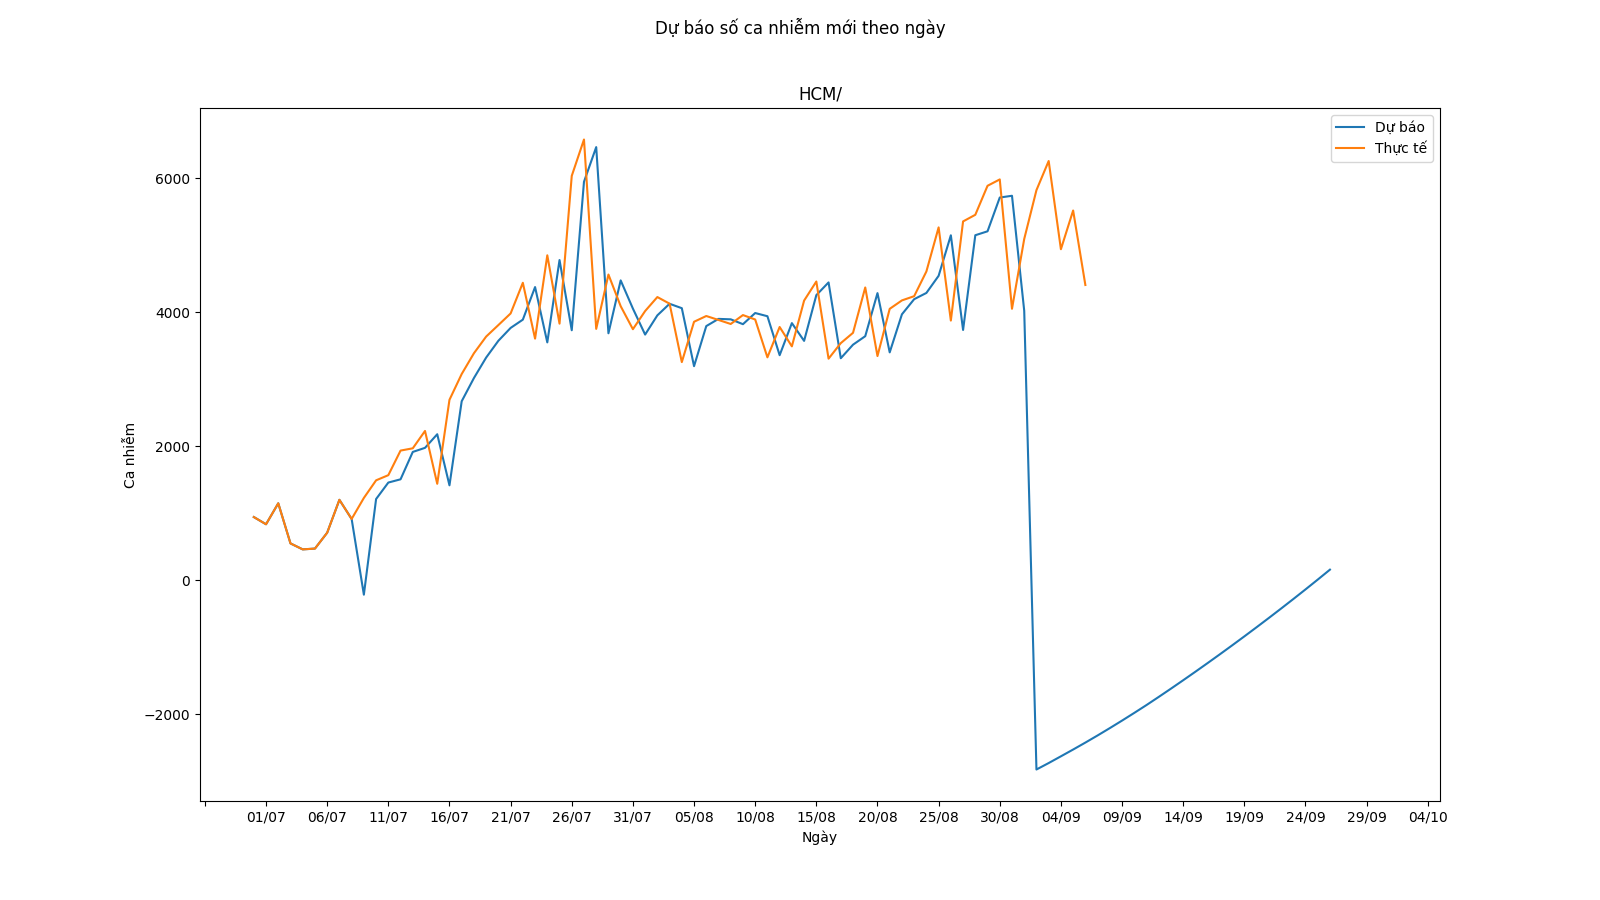 Dự báo số ca nhiễm mới theo ngày
HCM/
Dự báo
Thực tế
6000
4000
2000
0
−2000
Ca nhiễm
01/07 06/07 11/07 16/07 21/07 26/07 31/07 05/08 10/08 15/08 20/08 25/08 30/08 04/09 09/09 14/09 19/09 24/09 29/09 04/10
Ngày